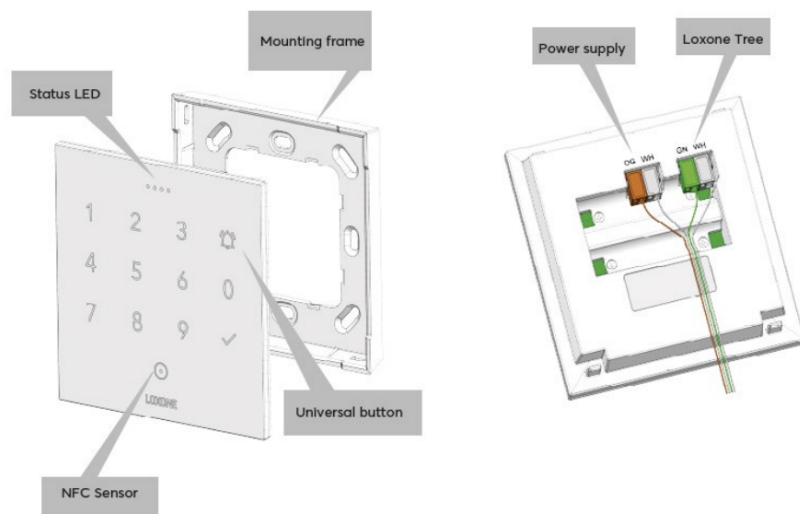 Mounting frame
Status LED
1 2 3
4 5 6 0
7 8 9
LOXONE
Universal button
NFC Sensor
Power supply
Loxone Tree
OG WH
GN WH